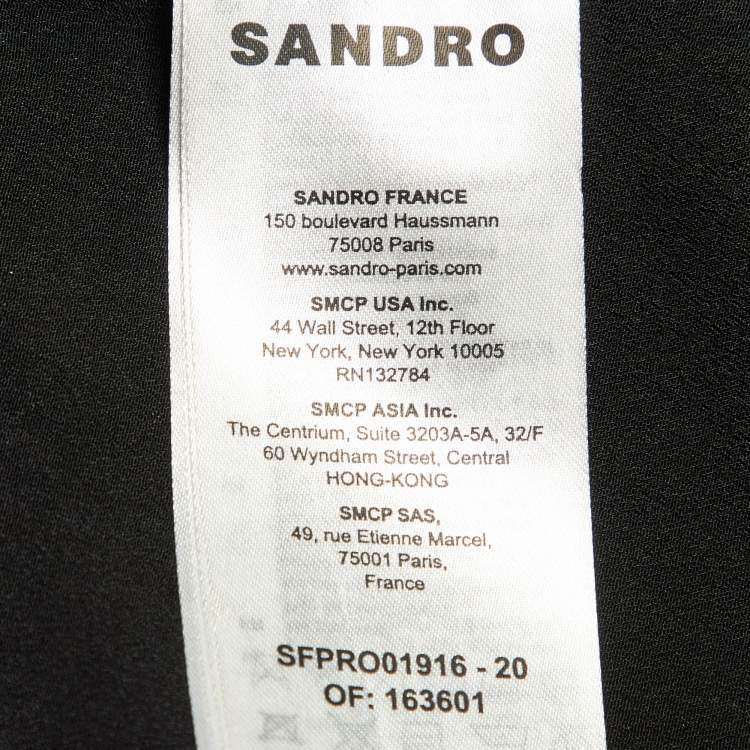 SANDRO
SANDRO FRANCE
150 boulevard Haussmann
75008 Paris
www.sandro-paris.com
SMCP USA Inc.
44 Wall Street, 12th Floor
New York, New York 10005
RN132784
SMCP ASIA Inc.
The Centrium, Suite 3203A-5A, 32/F
60 Wyndham Street, Central
HONG-KONG
SMCP SAS,
49, rue Etienne Marcel,
75001 Paris,
France
SFPRO01916 - 20
OF: 163601